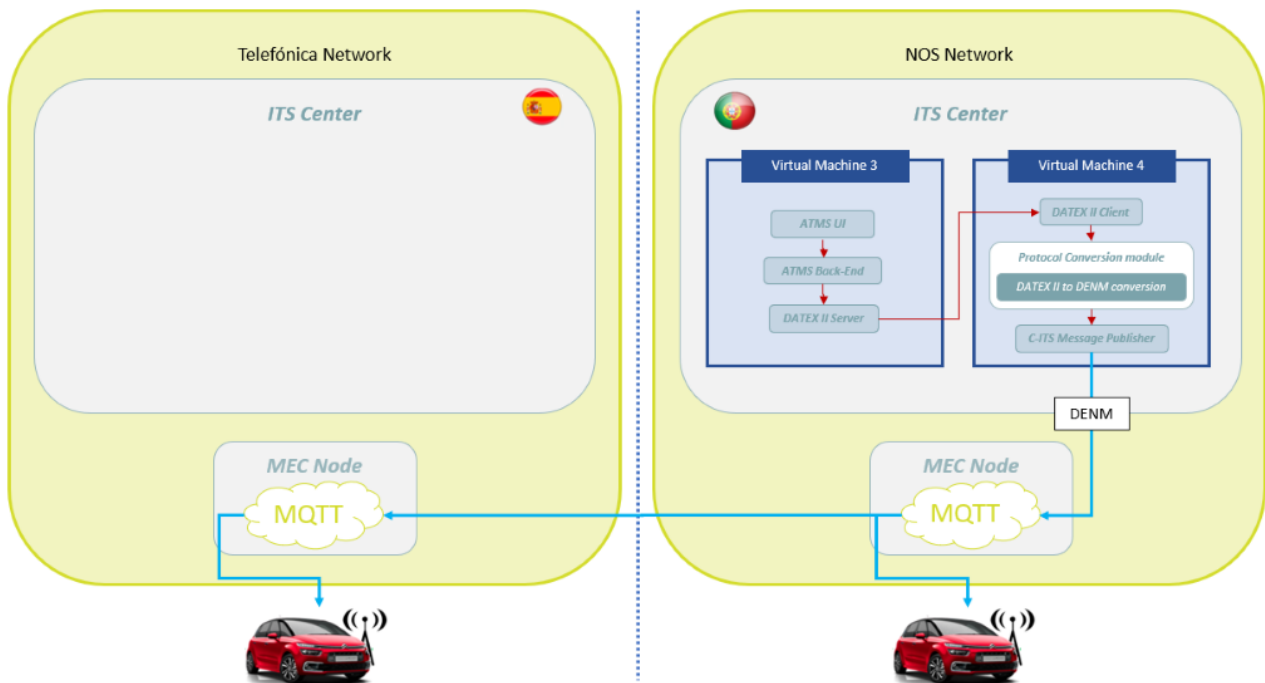 Telefónica Network
ITS Center
MEC Node
MQTT
NOS Network
ITS Center
Virtual Machine 3
ATMS UI
ATMS Back-End
DATEX II Server
Virtual Machine 4
DATEX II Client
Protocol Conversion module
DATEX II to DENM conversion
C-ITS Message Publisher
DENM
MEC Node
MQTT